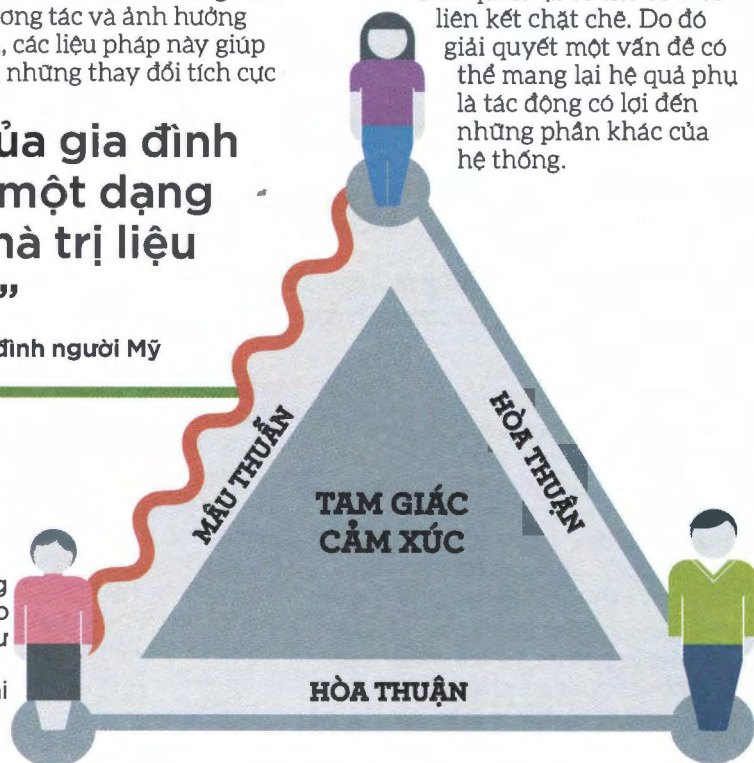 ơng tác và ảnh hưởng
, các liệu pháp này giúp
những thay đổi tích cực
liên kết chặt chẽ. Do đó
giải quyết một vấn đề có
thể mang lại hệ quả phụ
là tác động có lợi đến
những phần khác của
hệ thống.
ủa gia đình
một dạng
hà trị liệu
”
đình người Mỹ
MÂU THUẪN
HÒA THUẬN
TAM GIÁC
CẢM XÚC
HÒA THUẬN